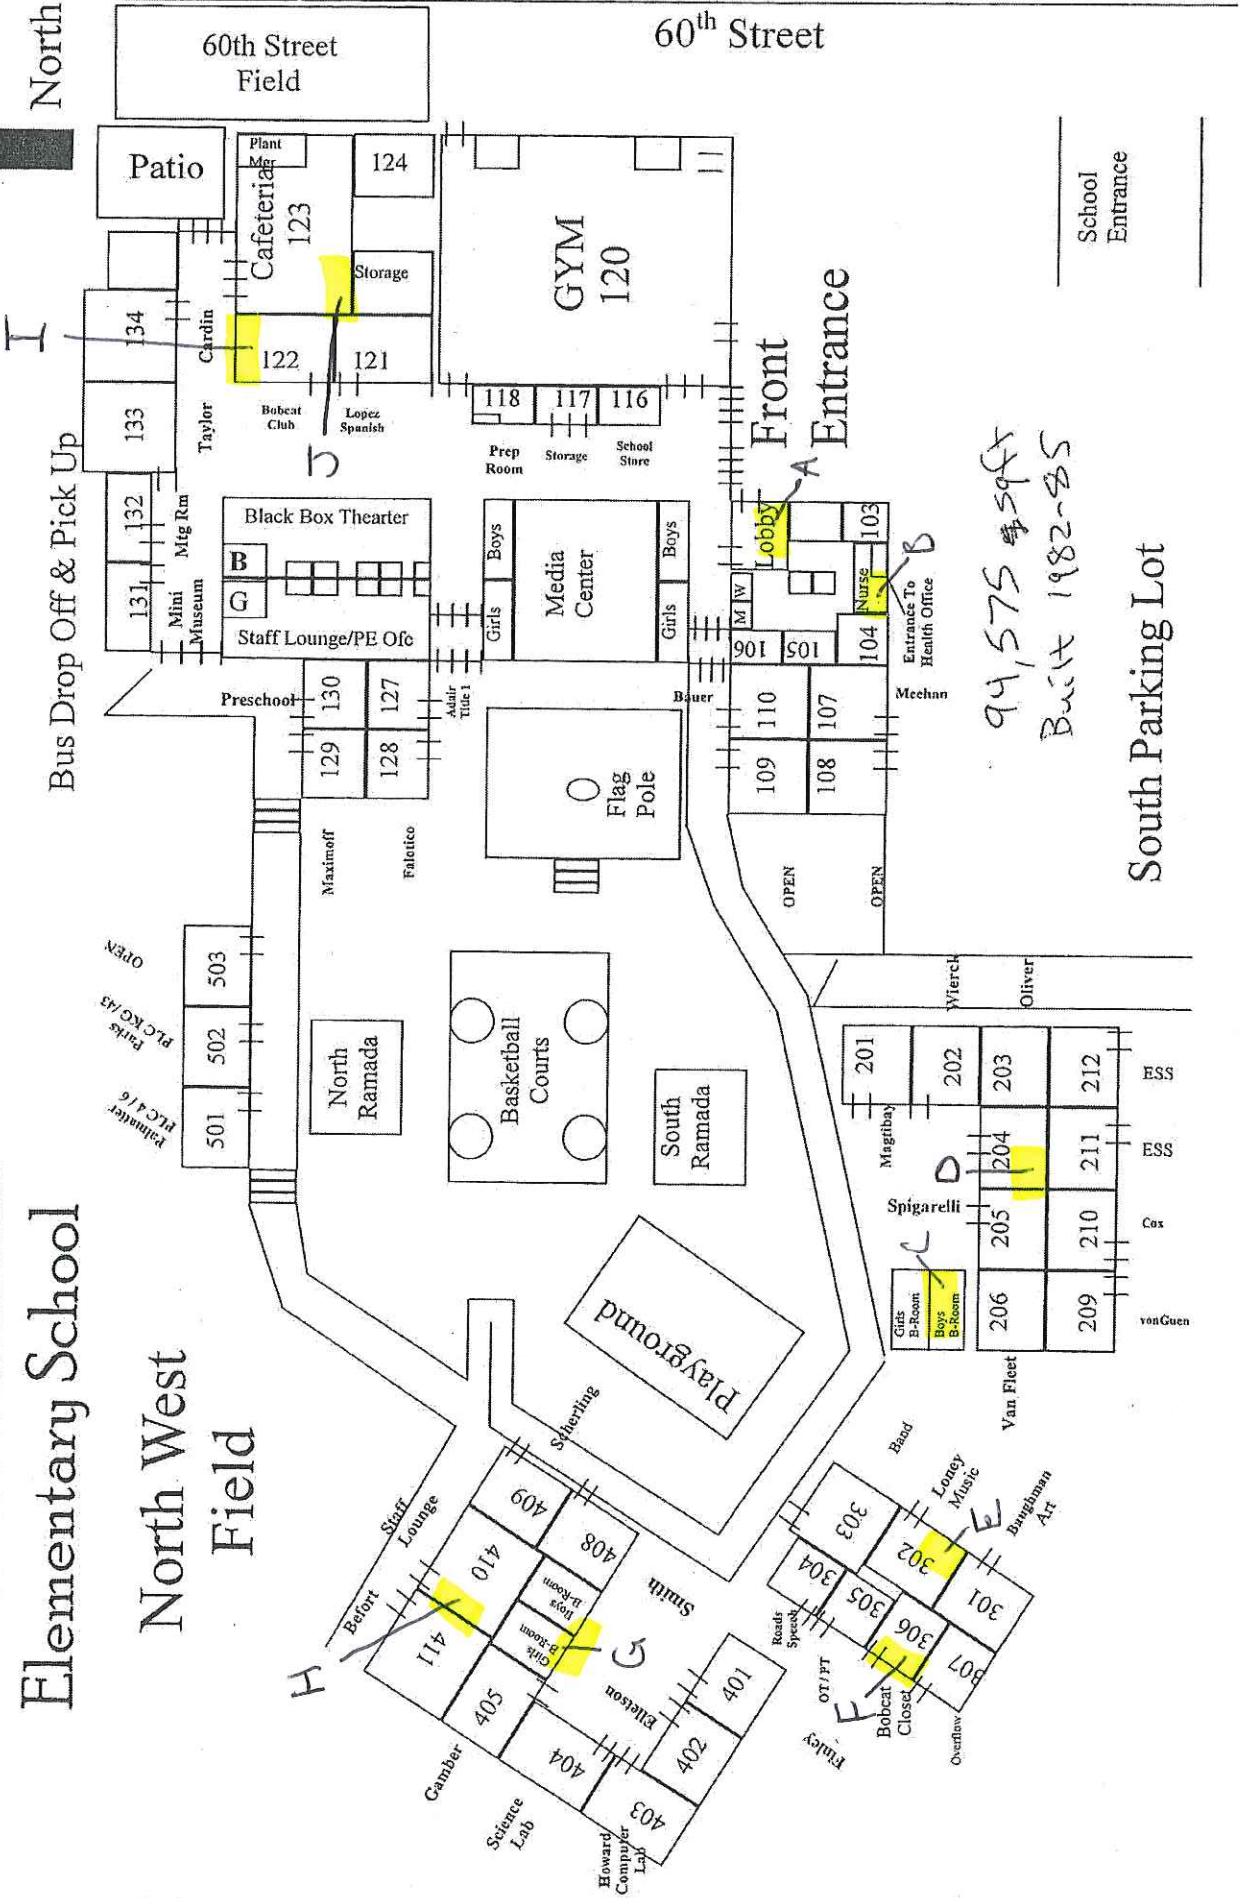 North
60th Street
Field
60th Street
Patio
Plant
Mgr
Cafeteria
123
124
Storage
GYM
120
School
Entrance
I
134
Cardin
133
Taylor
122
121
Bobcat
Club
Lopez
Spanish
J
118
117
116
Prep
Room
Storage
School
Store
Front
Entrance
A
Bus Drop Off & Pick Up
132
Mtg Rm
131
Mini
Museum
Black Box Thearter
B
G
Staff Lounge/PE Ofc
Boys
Girls
Media
Center
Boys
Girls
Lobby
103
W
M
Nurse
B
106
105
104
Entrance To
Health Office
94,575 sqft
Built 1982-85
South Parking Lot
Preschool
130
127
129
128
Adair
Title 1
Bauer
110
107
109
108
Meehan
Flag
Pole
Maximoff
Falotico
OPEN
OPEN
OPEN
503
Parks
PLC KG /43
502
Palmatier
PLC 4 / 6
501
North
Ramada
Basketball
Courts
South
Ramada
Wierck
Oliver
201
202
203
212
ESS
Magtibay
D
204
211
ESS
Spigarelli
205
210
Cox
C
Girls
B-Room
Boys
B-Room
206
209
vonGuen
Van Fleet
Elementary School
North West
Field
Playground
Scherling
Staff
Lounge
Befort
409
408
410
411
H
Boys
B-Room
Girls
B-Room
G
Smith
405
Gamber
404
Science
Lab
Elletson
401
402
403
Howard
Computer
Lab
Band
Loney
Music
E
Baughman
Art
303
302
301
304
305
306
307
Roads
Speech
OT / PT
Finley
F
Bobcat
Closet
Overflow